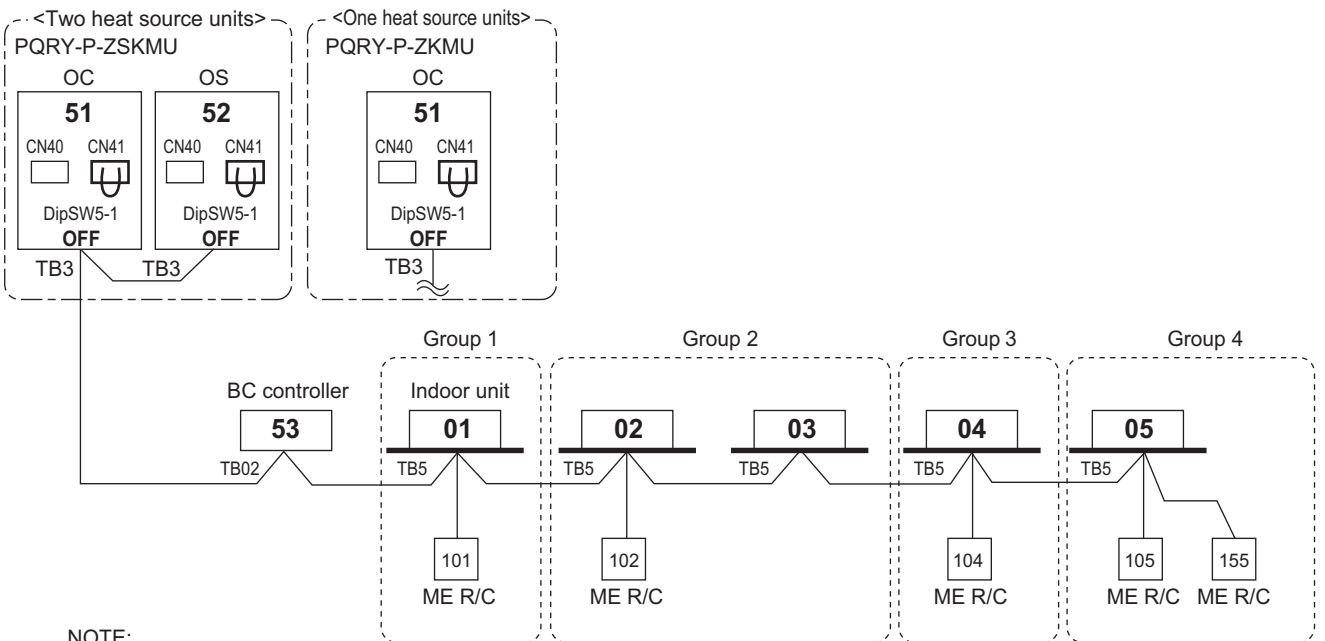 <Two heat source units> <One heat source units>
PQRY-P-ZSKMU PQRY-P-ZKMU
OC OS OC
51 52 51
CN40 CN41 CN40 CN41 CN40 CN41
DipSW5-1 DipSW5-1 DipSW5-1
OFF OFF OFF
TB3 TB3 TB3
Group 1 Group 2 Group 3 Group 4
BC controller Indoor unit
53 01 02 03 04 05
TB02 TB5 TB5 TB5 TB5 TB5
101 102 104 105 155
ME R/C ME R/C ME R/C ME R/C ME R/C
NOTE: